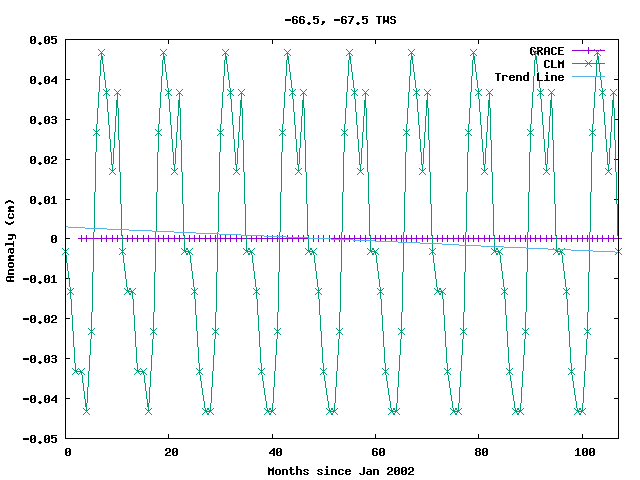 -66.5, -67.5 TWS
GRACE
CLM
Trend Line
0.05
0.04
0.03
0.02
0.01
0
-0.01
-0.02
-0.03
-0.04
-0.05
Anomaly (cm)
0 20 40 60 80 100
Months since Jan 2002